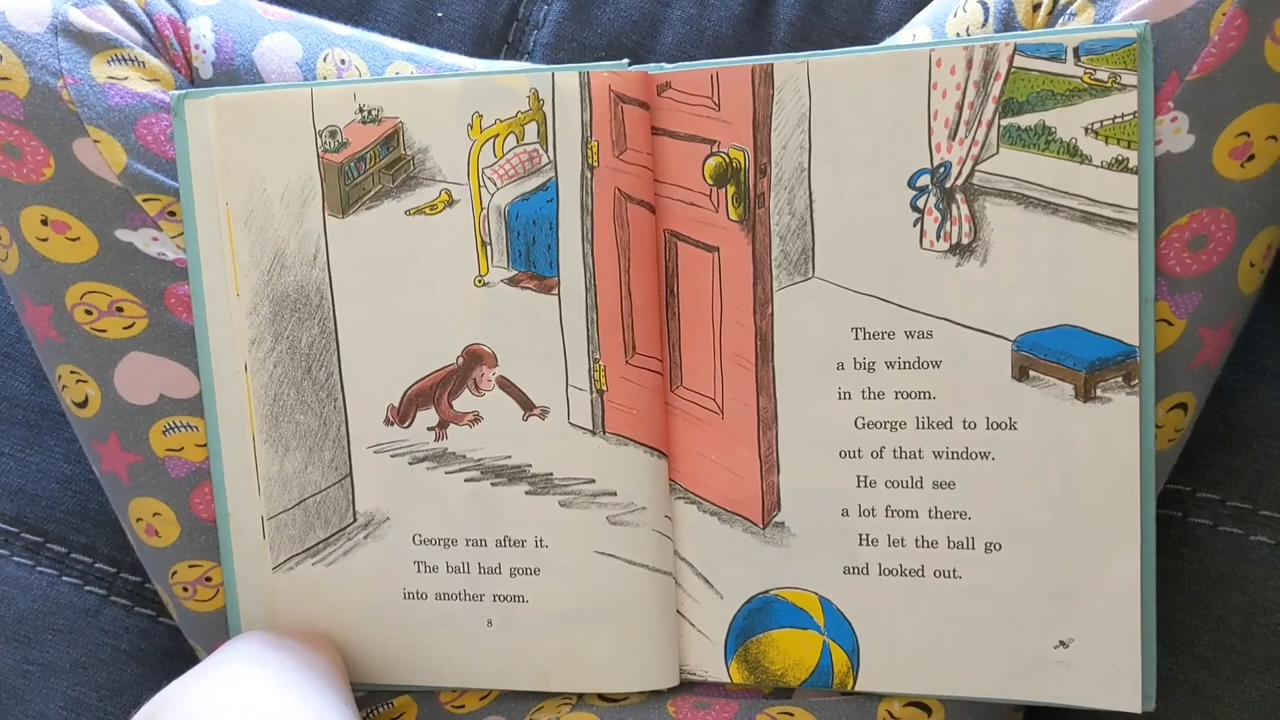 George ran after it.
The ball had gone
into another room.
8
There was
a big window
in the room.
George liked to look
out of that window.
He could see
a lot from there.
He let the ball go
and looked out.